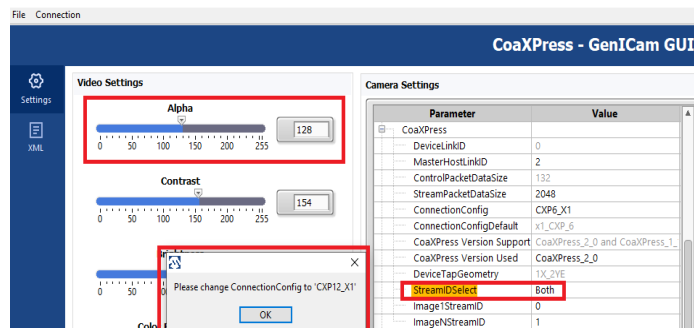 File Connection
CoaXPress - GenICam GUI
Settings
XML
Video Settings
Alpha
128
0 50 100 150 200 255
Contrast
154
0 50 100 150 200 255
0 50
Please change ConnectionConfig to 'CXP12_X1'
OK
Camera Settings
Parameter Value
CoaXPress
DeviceLinkID 0
MasterHostLinkID 2
ControlPacketDataSize 132
StreamPacketDataSize 2048
ConnectionConfig CXP6_X1
ConnectionConfigDefault x1_CXP_6
CoaXPress Version Support CoaXPress_2_0 and CoaXPress_1_
CoaXPress Version Used CoaXPress_2_0
DeviceTapGeometry 1X_2YE
StreamIDSelect Both
Image1StreamID 0
ImageNStreamID 1